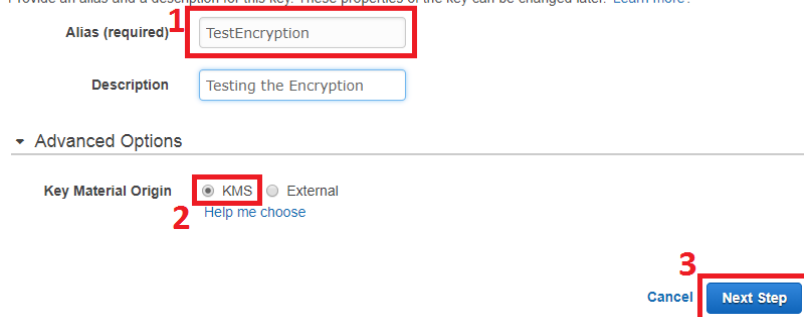 Provide an alias and a description for this key. These properties of the key can be changed later. Learn more.
1
Alias (required) TestEncryption
Description Testing the Encryption
Advanced Options
Key Material Origin KMS External
2 Help me choose
3
Cancel Next Step